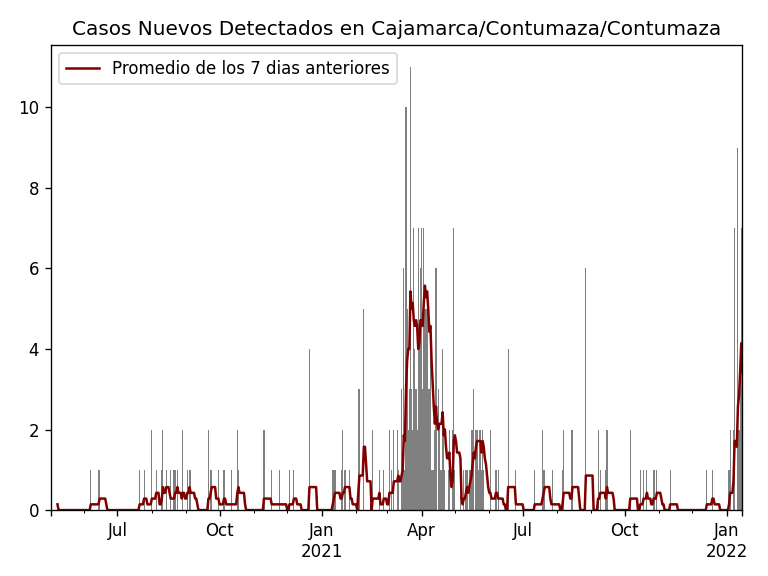 Casos Nuevos Detectados en Cajamarca/Contumaza/Contumaza
Promedio de los 7 dias anteriores
10
8
6
4
2
0
Jul Oct Jan Apr Jul Oct Jan
2021 2022